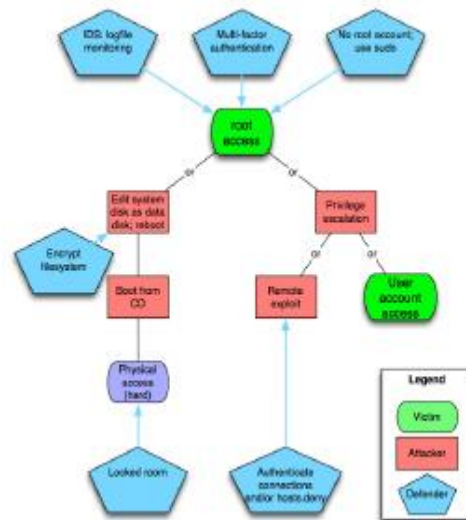 IDS, logfile
monitoring
Multi-factor
authentication
No root account;
use sudo
root
access
or
or
Edit system
disk as data
disk; reboot
Privilege
escalation
Encrypt
filesystem
or
or
Boot from
CD
Remote
exploit
User
account
access
Physical
access
(hard)
Locked room
Authenticate
connections
and/or hosts.deny
Legend
Victim
Attacker
Defender